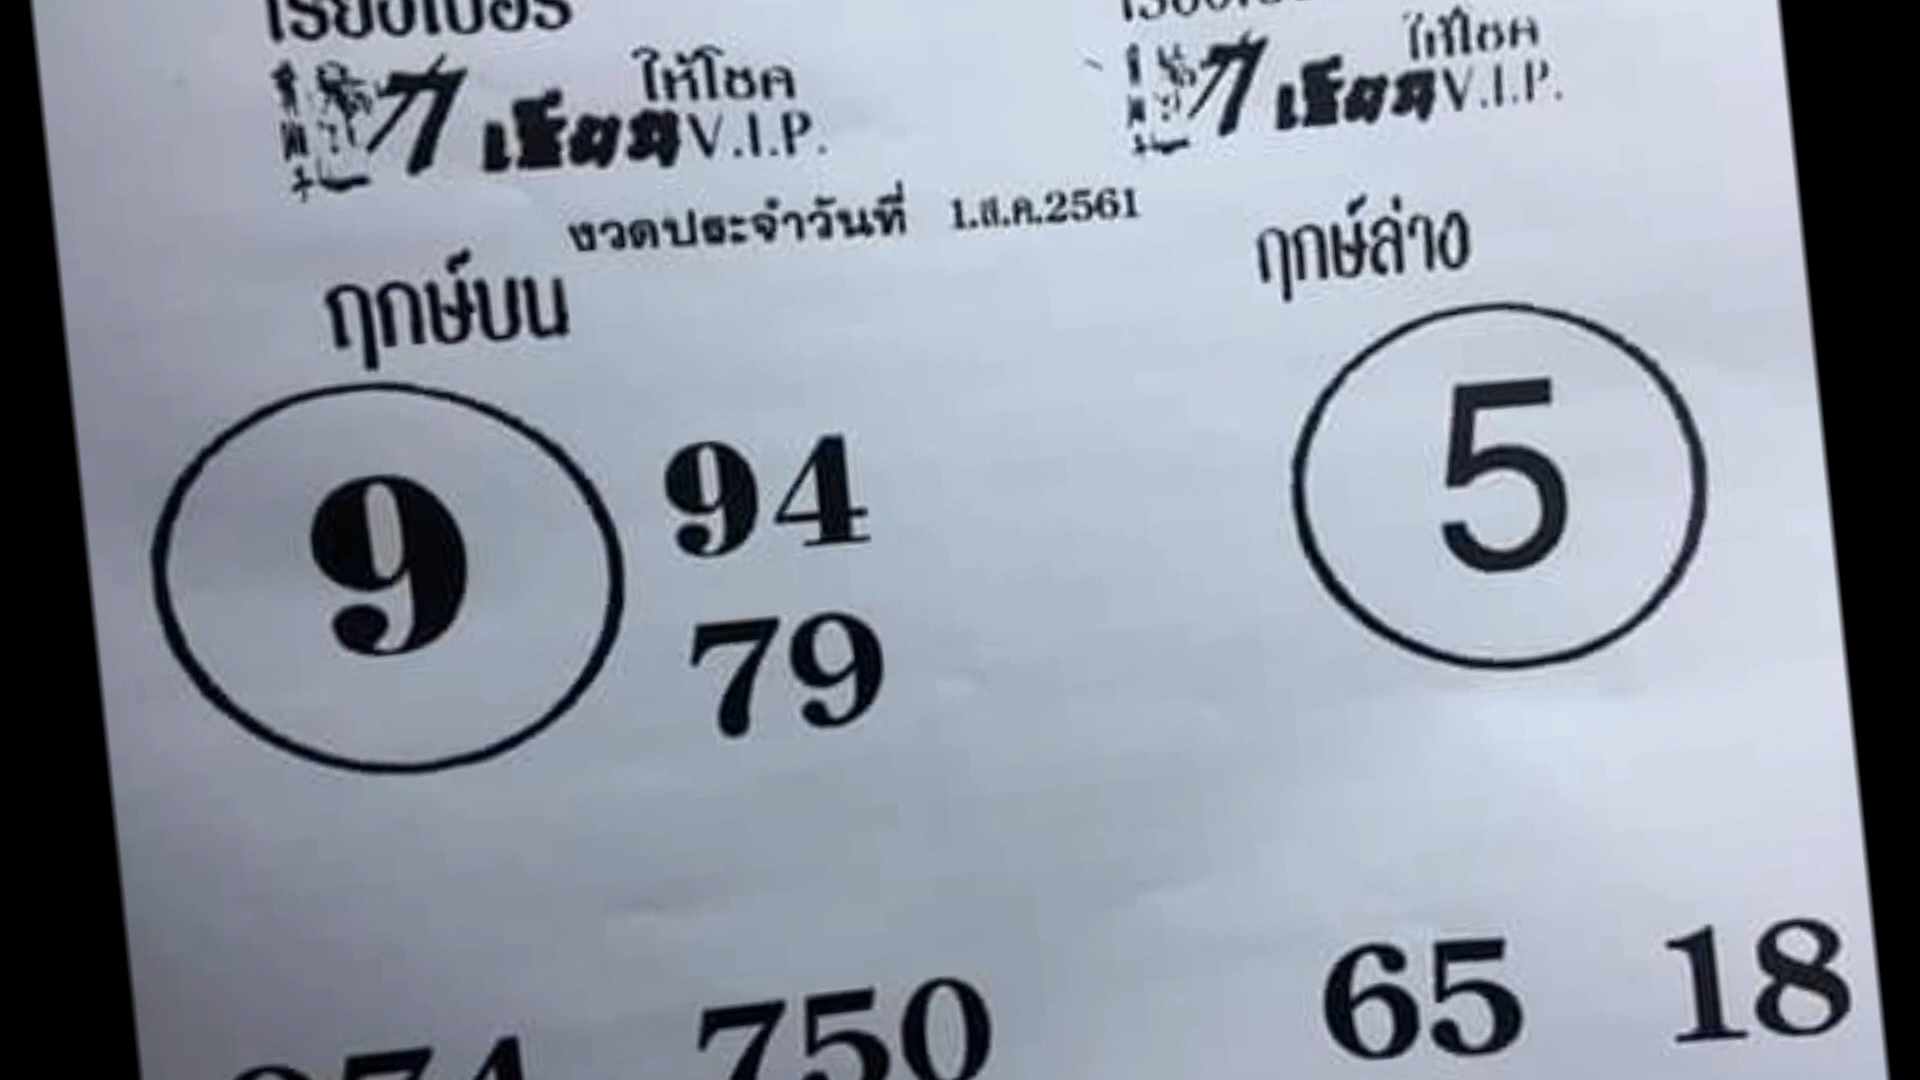 ให้โชค ให้โชค
V.I.P. V.I.P.
งวดประจำวันที่ 1.ส.ค.2561
ฤกษ์บน ฤกษ์ล่าง
9 94 5
79
750 65 18